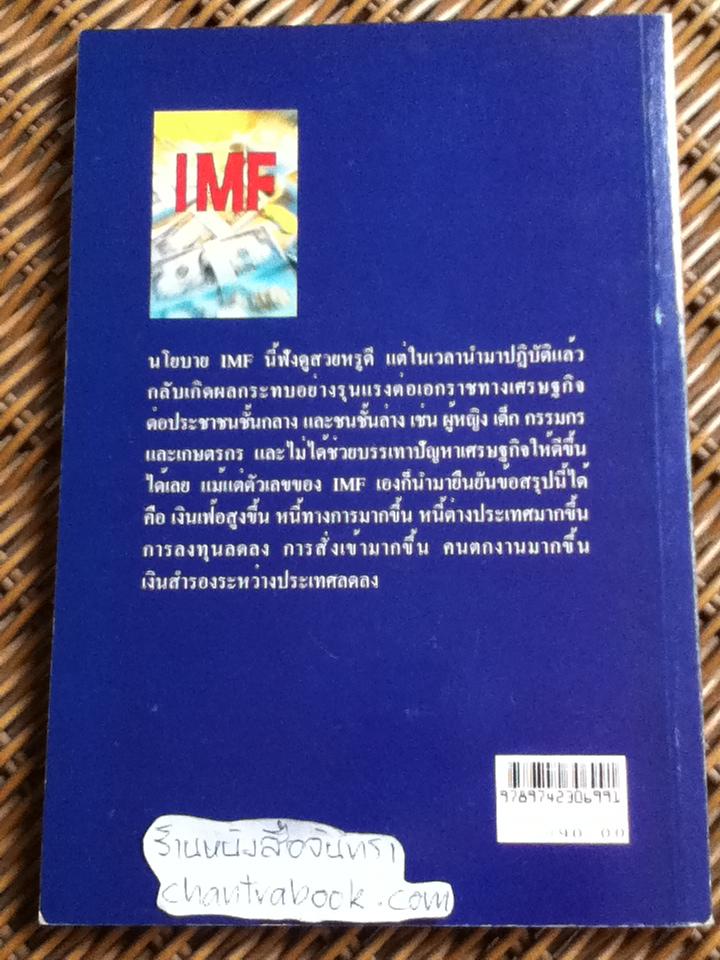 IMF
นโยบาย IMF นี้ฟังดูสวยหรูดี แต่ในเวลานำมาปฏิบัติแล้ว
กลับเกิดผลกระทบอย่างรุนแรงต่อเอกราชทางเศรษฐกิจ
ต่อประชาชนชั้นกลาง และชนชั้นล่าง เช่น ผู้หญิง เด็ก กรรมกร
และเกษตรกร และไม่ได้ช่วยบรรเทาปัญหาเศรษฐกิจให้ดีขึ้น
ได้เลย แม้แต่ตัวเลขของ IMF เองก็นำมายืนยันข้อสรุปนี้ได้
คือ เงินเฟ้อสูงขึ้น หนี้ทางการมากขึ้น หนี้ต่างประเทศมากขึ้น
การลงทุนลดลง การสั่งเข้ามากขึ้น คนตกงานมากขึ้น
เงินสำรองระหว่างประเทศลดลง
9789742306991
90.00
ร้านหนังสือจันทรา
chantrabook.com